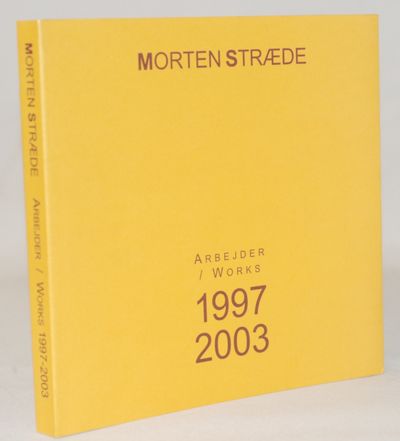 MORTEN STRÆDE
ARBEJDER / WORKS 1997-2003
MORTEN STRÆDE
ARBEJDER
/ WORKS
1997
2003